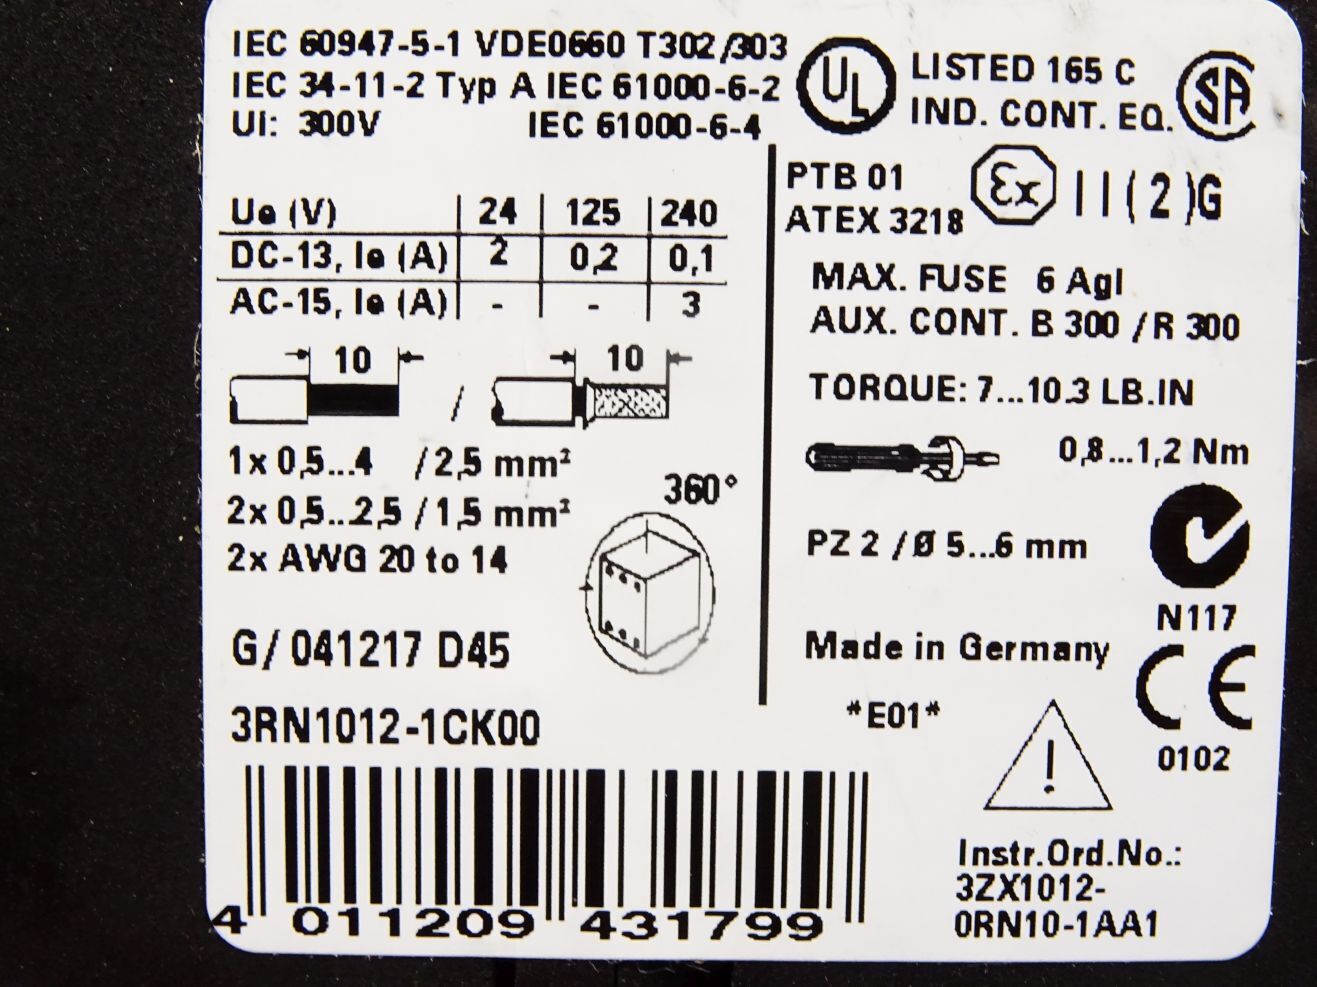 IEC 60947-5-1 VDE0660 T302/303
IEC 34-11-2 Typ A IEC 61000-6-2
UI: 300V IEC 61000-6-4
UL
LISTED 165 C
IND. CONT. EQ.
SA
Ue (V) | 24 | 125 | 240
DC-13, Ie (A) | 2 | 0,2 | 0,1
AC-15, Ie (A) | - | - | 3
10 / 10
1x 0,5...4 /2,5 mm²
2x 0,5...2,5 / 1,5 mm²
2x AWG 20 to 14
360°
G/ 041217 D45
3RN1012-1CK00
4 011209 431799
PTB 01
ATEX 3218
Ex II(2)G
MAX. FUSE 6 Agl
AUX. CONT. B 300 / R 300
TORQUE: 7...10.3 LB.IN
0,8...1,2 Nm
PZ 2 / Ø 5...6 mm
N117
Made in Germany
CE
*E01*
0102
!
Instr.Ord.No.:
3ZX1012-
0RN10-1AA1